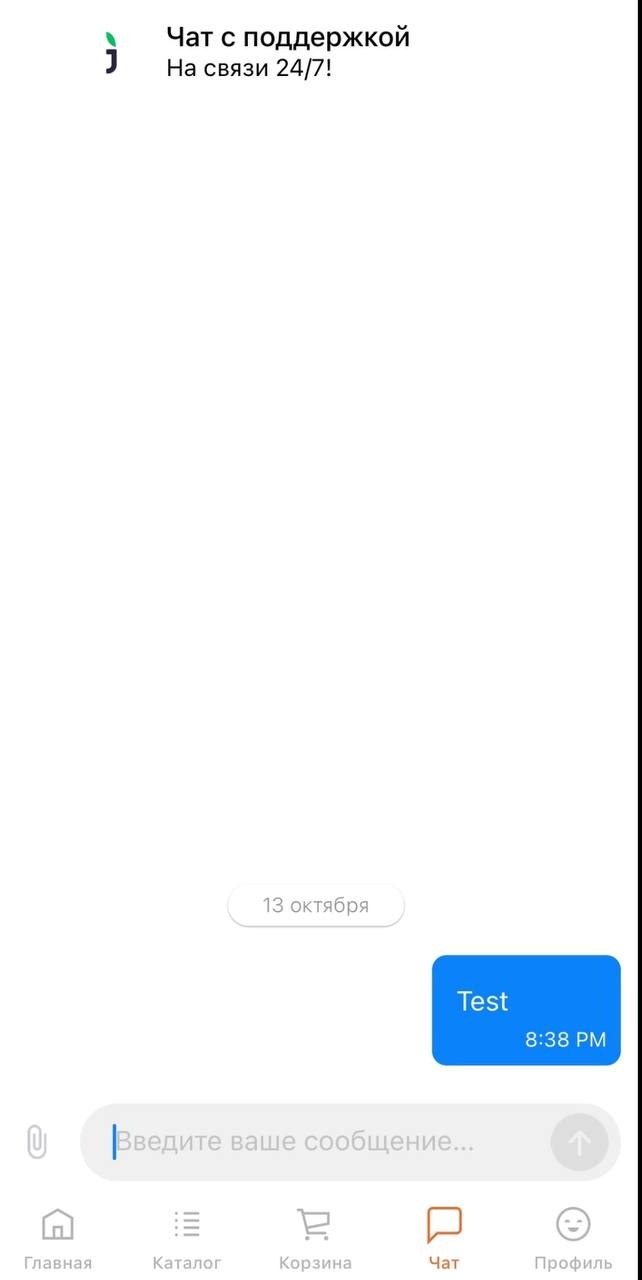 Чат с поддержкой
На связи 24/7!
13 октября
Test
8:38 PM
Введите ваше сообщение...
Главная Каталог Корзина Чат Профиль